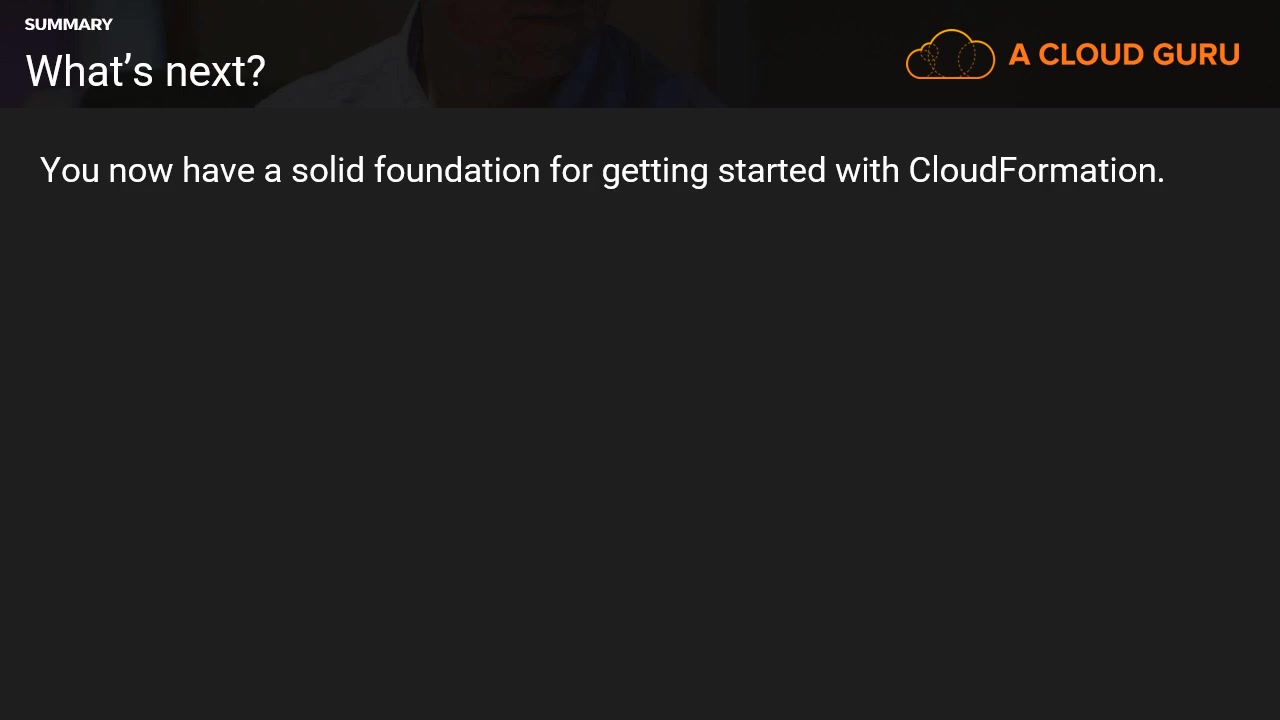 SUMMARY
What’s next?
A CLOUD GURU
You now have a solid foundation for getting started with CloudFormation.